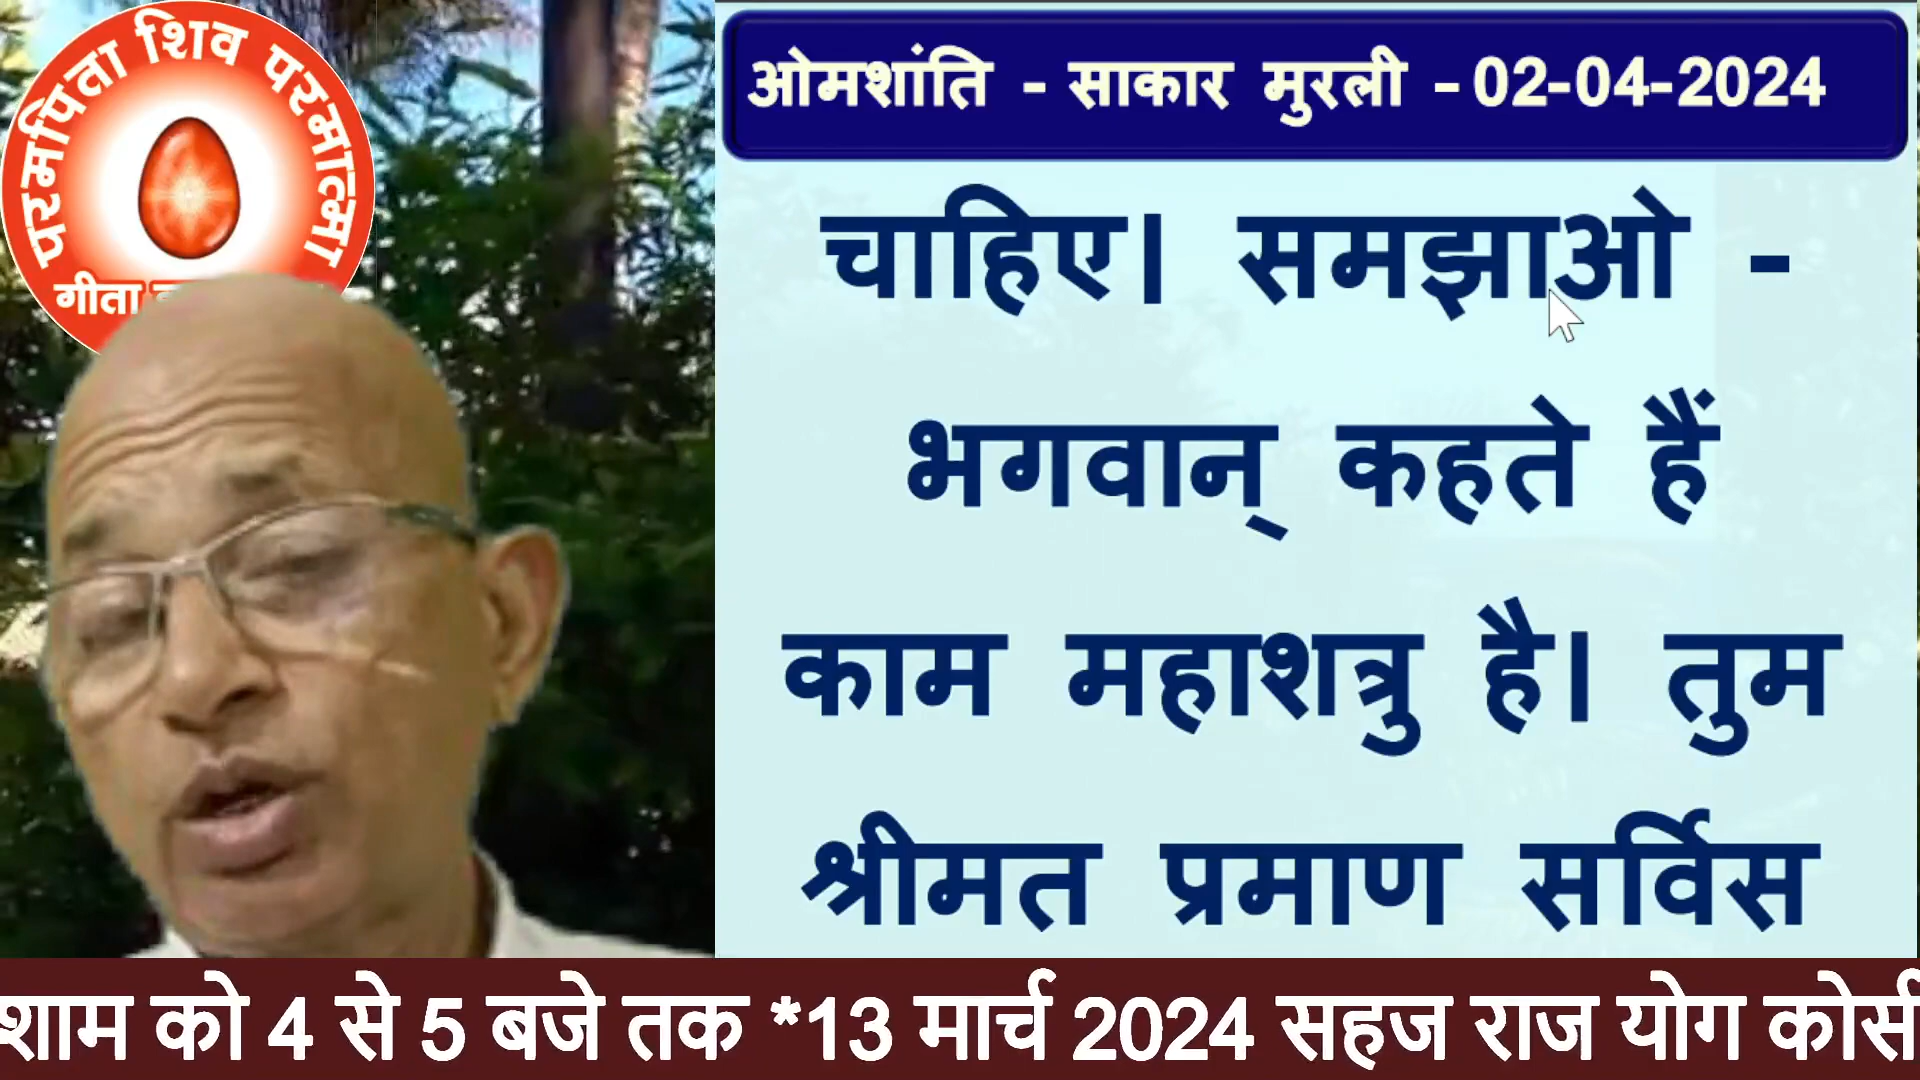 परमपिता शिव परमात्मा
गीता
ओमशांति - साकार मुरली - 02-04-2024
चाहिए। समझाओ -
भगवान् कहते हैं
काम महाशत्रु है। तुम
श्रीमत प्रमाण सर्विस
शाम को 4 से 5 बजे तक *13 मार्च 2024 सहज राज योग कोर्स